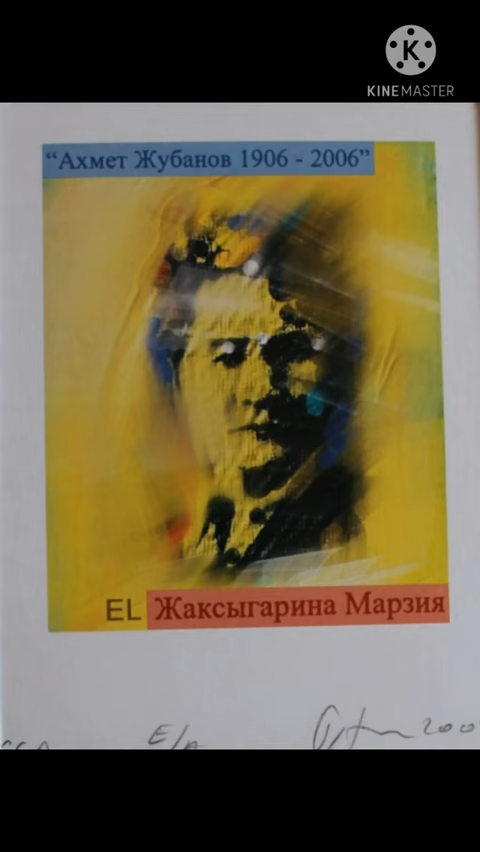 K
KINEMASTER
"Ахмет Жубанов 1906 - 2006"
EL Жаксыгарина Марзия
E/A